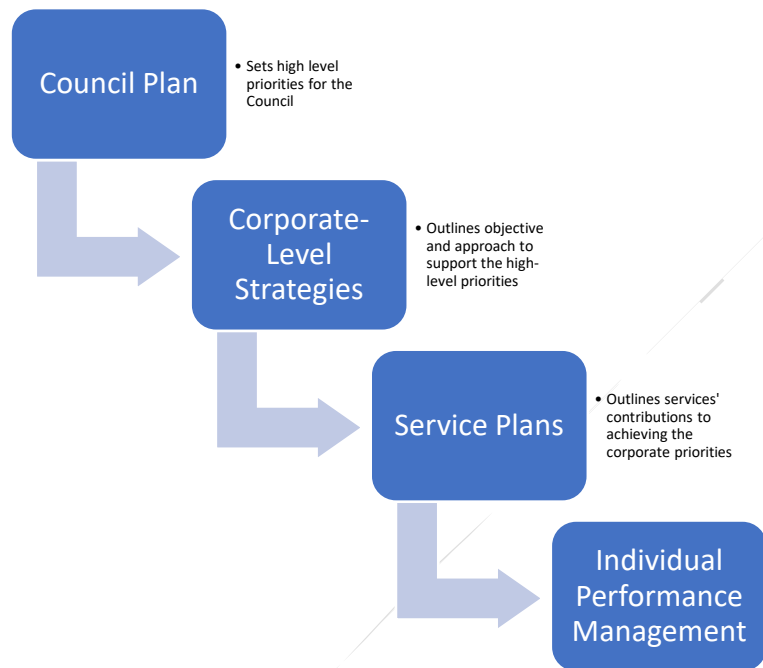 Council Plan
• Sets high level
priorities for the
Council
Corporate-
Level
Strategies
• Outlines objective
and approach to
support the high-
level priorities
Service Plans
• Outlines services'
contributions to
achieving the
corporate priorities
Individual
Performance
Management